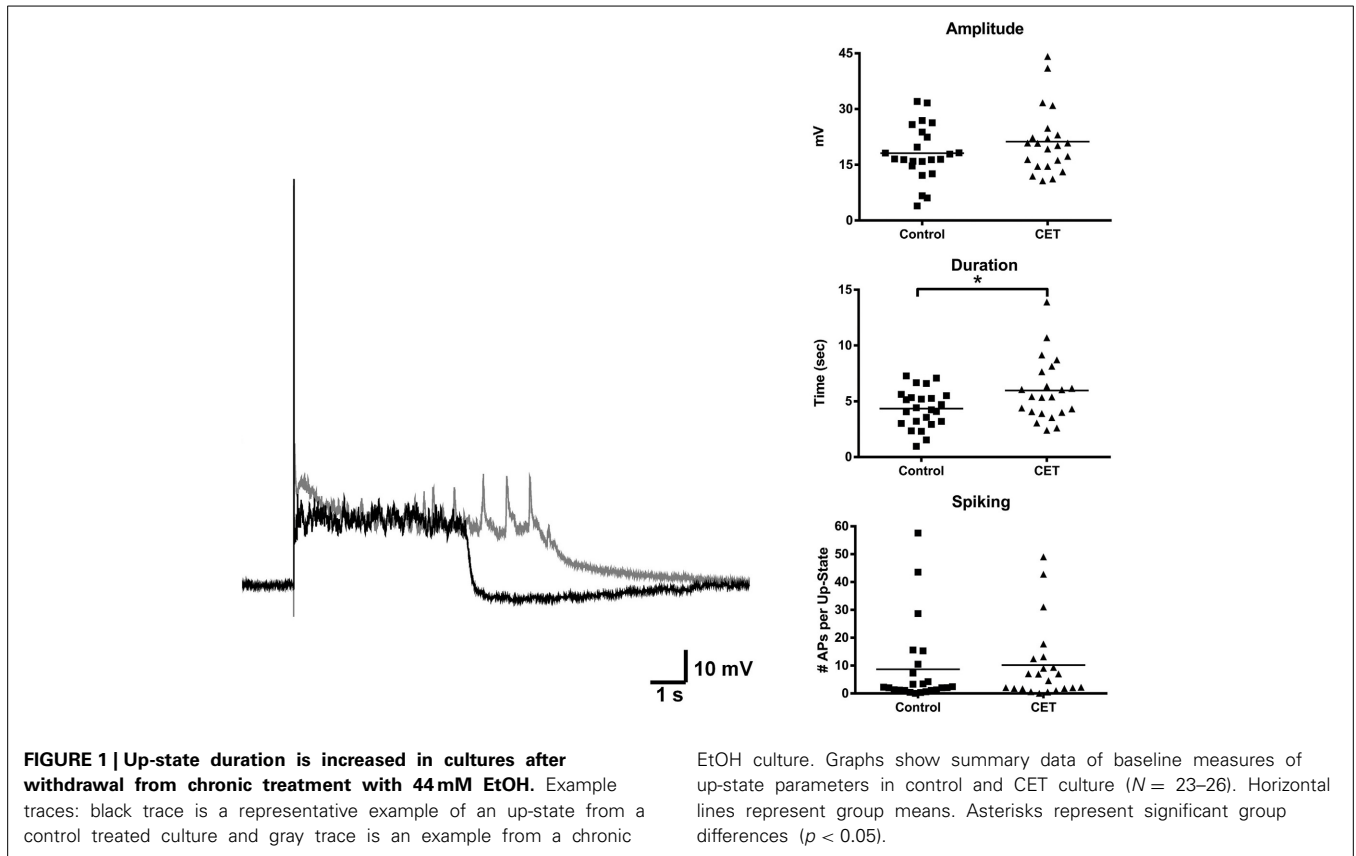 Amplitude
45
30
15
0
mV
Control
CET
Duration
*
15
10
5
0
Time (sec)
Control
CET
Spiking
60
50
40
30
20
10
0
# APs per Up-State
Control
CET
10 mV
1 s
FIGURE 1 | Up-state duration is increased in cultures after
withdrawal from chronic treatment with 44 mM EtOH. Example
traces: black trace is a representative example of an up-state from a
control treated culture and gray trace is an example from a chronic
EtOH culture. Graphs show summary data of baseline measures of
up-state parameters in control and CET culture (N = 23–26). Horizontal
lines represent group means. Asterisks represent significant group
differences (p < 0.05).